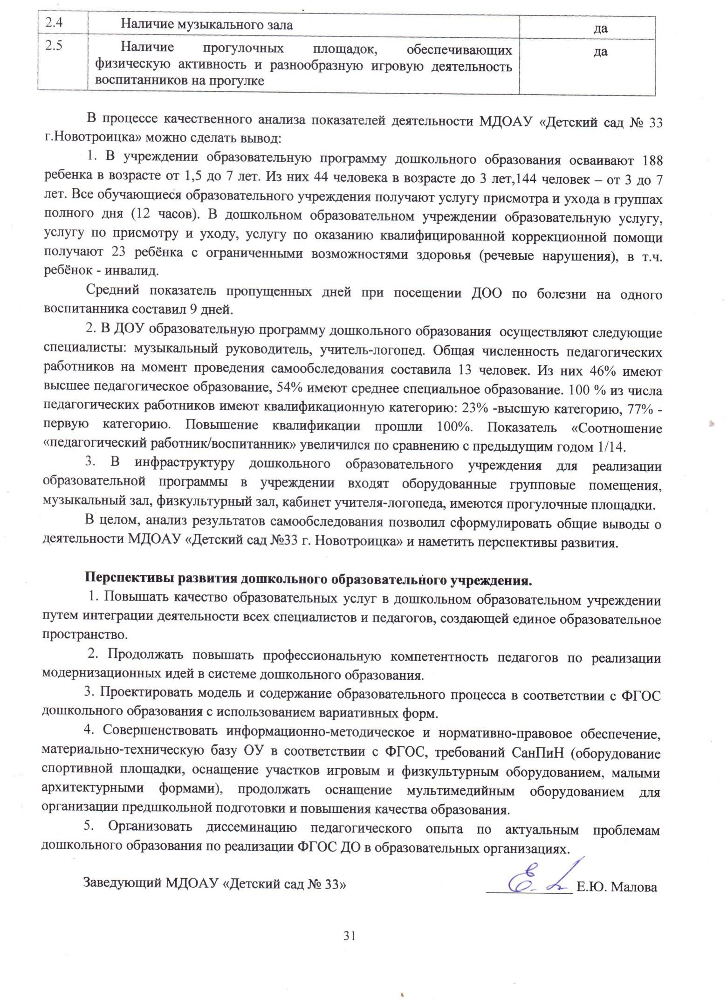 2.4 Наличие музыкального зала да
2.5 Наличие прогулочных площадок, обеспечивающих да
физическую активность и разнообразную игровую деятельность
воспитанников на прогулке
В процессе качественного анализа показателей деятельности МДОАУ «Детский сад № 33
г.Новотроицка» можно сделать вывод:
1. В учреждении образовательную программу дошкольного образования осваивают 188
ребенка в возрасте от 1,5 до 7 лет. Из них 44 человека в возрасте до 3 лет,144 человек – от 3 до 7
лет. Все обучающиеся образовательного учреждения получают услугу присмотра и ухода в группах
полного дня (12 часов). В дошкольном образовательном учреждении образовательную услугу,
услугу по присмотру и уходу, услугу по оказанию квалифицированной коррекционной помощи
получают 23 ребёнка с ограниченными возможностями здоровья (речевые нарушения), в т.ч.
ребёнок - инвалид.
Средний показатель пропущенных дней при посещении ДОО по болезни на одного
воспитанника составил 9 дней.
2. В ДОУ образовательную программу дошкольного образования осуществляют следующие
специалисты: музыкальный руководитель, учитель-логопед. Общая численность педагогических
работников на момент проведения самообследования составила 13 человек. Из них 46% имеют
высшее педагогическое образование, 54% имеют среднее специальное образование. 100 % из числа
педагогических работников имеют квалификационную категорию: 23% -высшую категорию, 77% -
первую категорию. Повышение квалификации прошли 100%. Показатель «Соотношение
«педагогический работник/воспитанник» увеличился по сравнению с предыдущим годом 1/14.
3. В инфраструктуру дошкольного образовательного учреждения для реализации
образовательной программы в учреждении входят оборудованные групповые помещения,
музыкальный зал, физкультурный зал, кабинет учителя-логопеда, имеются прогулочные площадки.
В целом, анализ результатов самообследования позволил сформулировать общие выводы о
деятельности МДОАУ «Детский сад №33 г. Новотроицка» и наметить перспективы развития.
Перспективы развития дошкольного образовательного учреждения.
1. Повышать качество образовательных услуг в дошкольном образовательном учреждении
путем интеграции деятельности всех специалистов и педагогов, создающей единое образовательное
пространство.
2. Продолжать повышать профессиональную компетентность педагогов по реализации
модернизационных идей в системе дошкольного образования.
3. Проектировать модель и содержание образовательного процесса в соответствии с ФГОС
дошкольного образования с использованием вариативных форм.
4. Совершенствовать информационно-методическое и нормативно-правовое обеспечение,
материально-техническую базу ОУ в соответствии с ФГОС, требований СанПиН (оборудование
спортивной площадки, оснащение участков игровым и физкультурным оборудованием, малыми
архитектурными формами), продолжать оснащение мультимедийным оборудованием для
организации предшкольной подготовки и повышения качества образования.
5. Организовать диссеминацию педагогического опыта по актуальным проблемам
дошкольного образования по реализации ФГОС ДО в образовательных организациях.
Заведующий МДОАУ «Детский сад № 33» Е.Ю. Малова
31